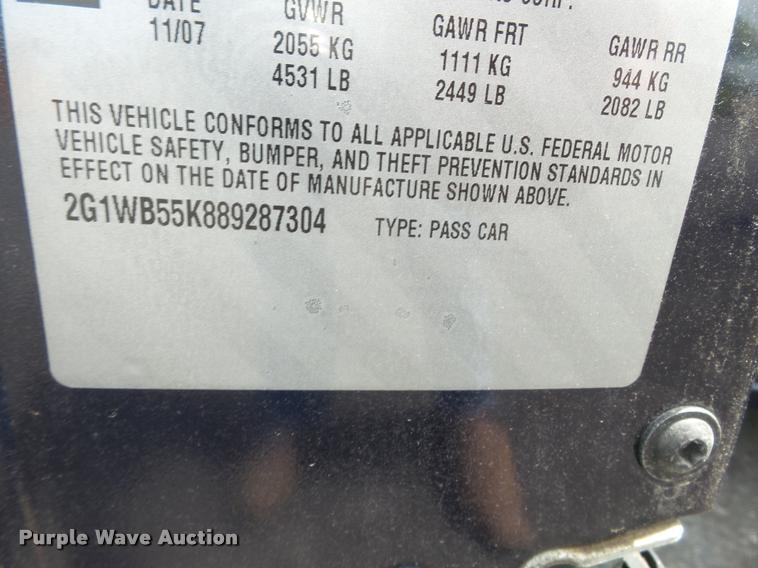 DATE GVWR GAWR FRT GAWR RR
11/07 2055 KG 1111 KG 944 KG
4531 LB 2449 LB 2082 LB
THIS VEHICLE CONFORMS TO ALL APPLICABLE U.S. FEDERAL MOTOR
VEHICLE SAFETY, BUMPER, AND THEFT PREVENTION STANDARDS IN
EFFECT ON THE DATE OF MANUFACTURE SHOWN ABOVE.
2G1WB55K889287304 TYPE: PASS CAR
Purple Wave Auction